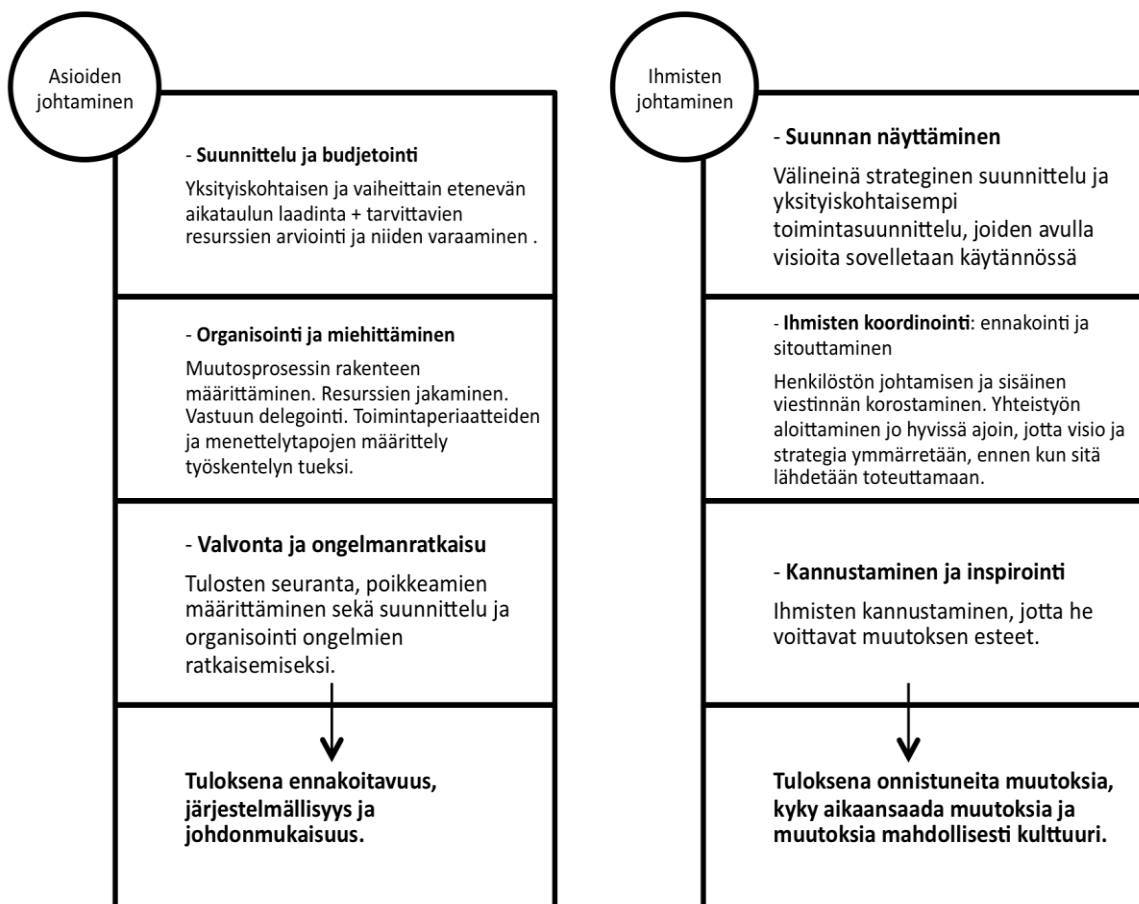 Asioiden
johtaminen
- Suunnittelu ja budjetointi
Yksityiskohtaisen ja vaiheittain etenevän
aikataulun laadinta + tarvittavien
resurssien arviointi ja niiden varaaminen .
- Organisointi ja miehittäminen
Muutosprosessin rakenteen
määrittäminen. Resurssien jakaminen.
Vastuun delegointi. Toimintaperiaatteiden
ja menettelytapojen määrittely
työskentelyn tueksi.
- Valvonta ja ongelmanratkaisu
Tulosten seuranta, poikkeamien
määrittäminen sekä suunnittelu ja
organisointi ongelmien
ratkaisemiseksi.
Tuloksena ennakoitavuus,
järjestelmällisyys ja
johdonmukaisuus.
Ihmisten
johtaminen
- Suunnan näyttäminen
Välineinä strateginen suunnittelu ja
yksityiskohtaisempi
toimintasuunnittelu, joiden avulla
visioita sovelletaan käytännössä
- Ihmisten koordinointi: ennakointi ja
sitouttaminen
Henkilöstön johtamisen ja sisäinen
viestinnän korostaminen. Yhteistyön
aloittaminen jo hyvissä ajoin, jotta visio ja
strategia ymmärretään, ennen kun sitä
lähdetään toteuttamaan.
- Kannustaminen ja inspirointi
Ihmisten kannustaminen, jotta he
voittavat muutoksen esteet.
Tuloksena onnistuneita muutoksia,
kyky aikaansaada muutoksia ja
muutoksia mahdollisesti kulttuuri.